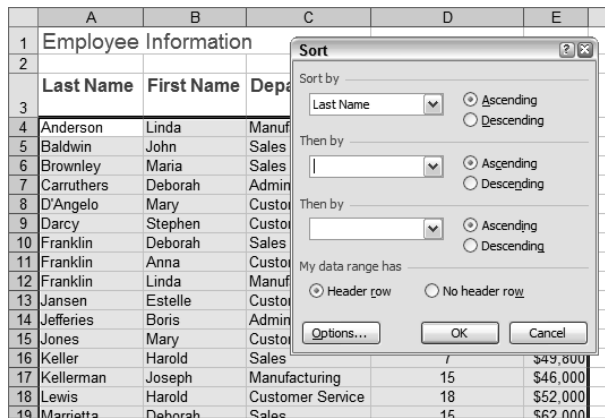 A B C D E
1 Employee Information
2
3 Last Name First Name Depa
4 Anderson Linda Manuf
5 Baldwin John Sales
6 Brownley Maria Sales
7 Carruthers Deborah Admin
8 D'Angelo Mary Custo
9 Darcy Stephen Custo
10 Franklin Deborah Sales
11 Franklin Anna Custo
12 Franklin Linda Manuf
13 Jansen Estelle Custo
14 Jefferies Boris Admin
15 Jones Mary Custo
16 Keller Harold Sales 7 $49,800
17 Kellerman Joseph Manufacturing 15 $46,000
18 Lewis Harold Customer Service 18 $52,000
19 Marrietta Deborah Sales 15 $62,000
Sort
Sort by
Last Name
Ascending
Descending
Then by
Ascending
Descending
Then by
Ascending
Descending
My data range has
Header row No header row
Options... OK Cancel